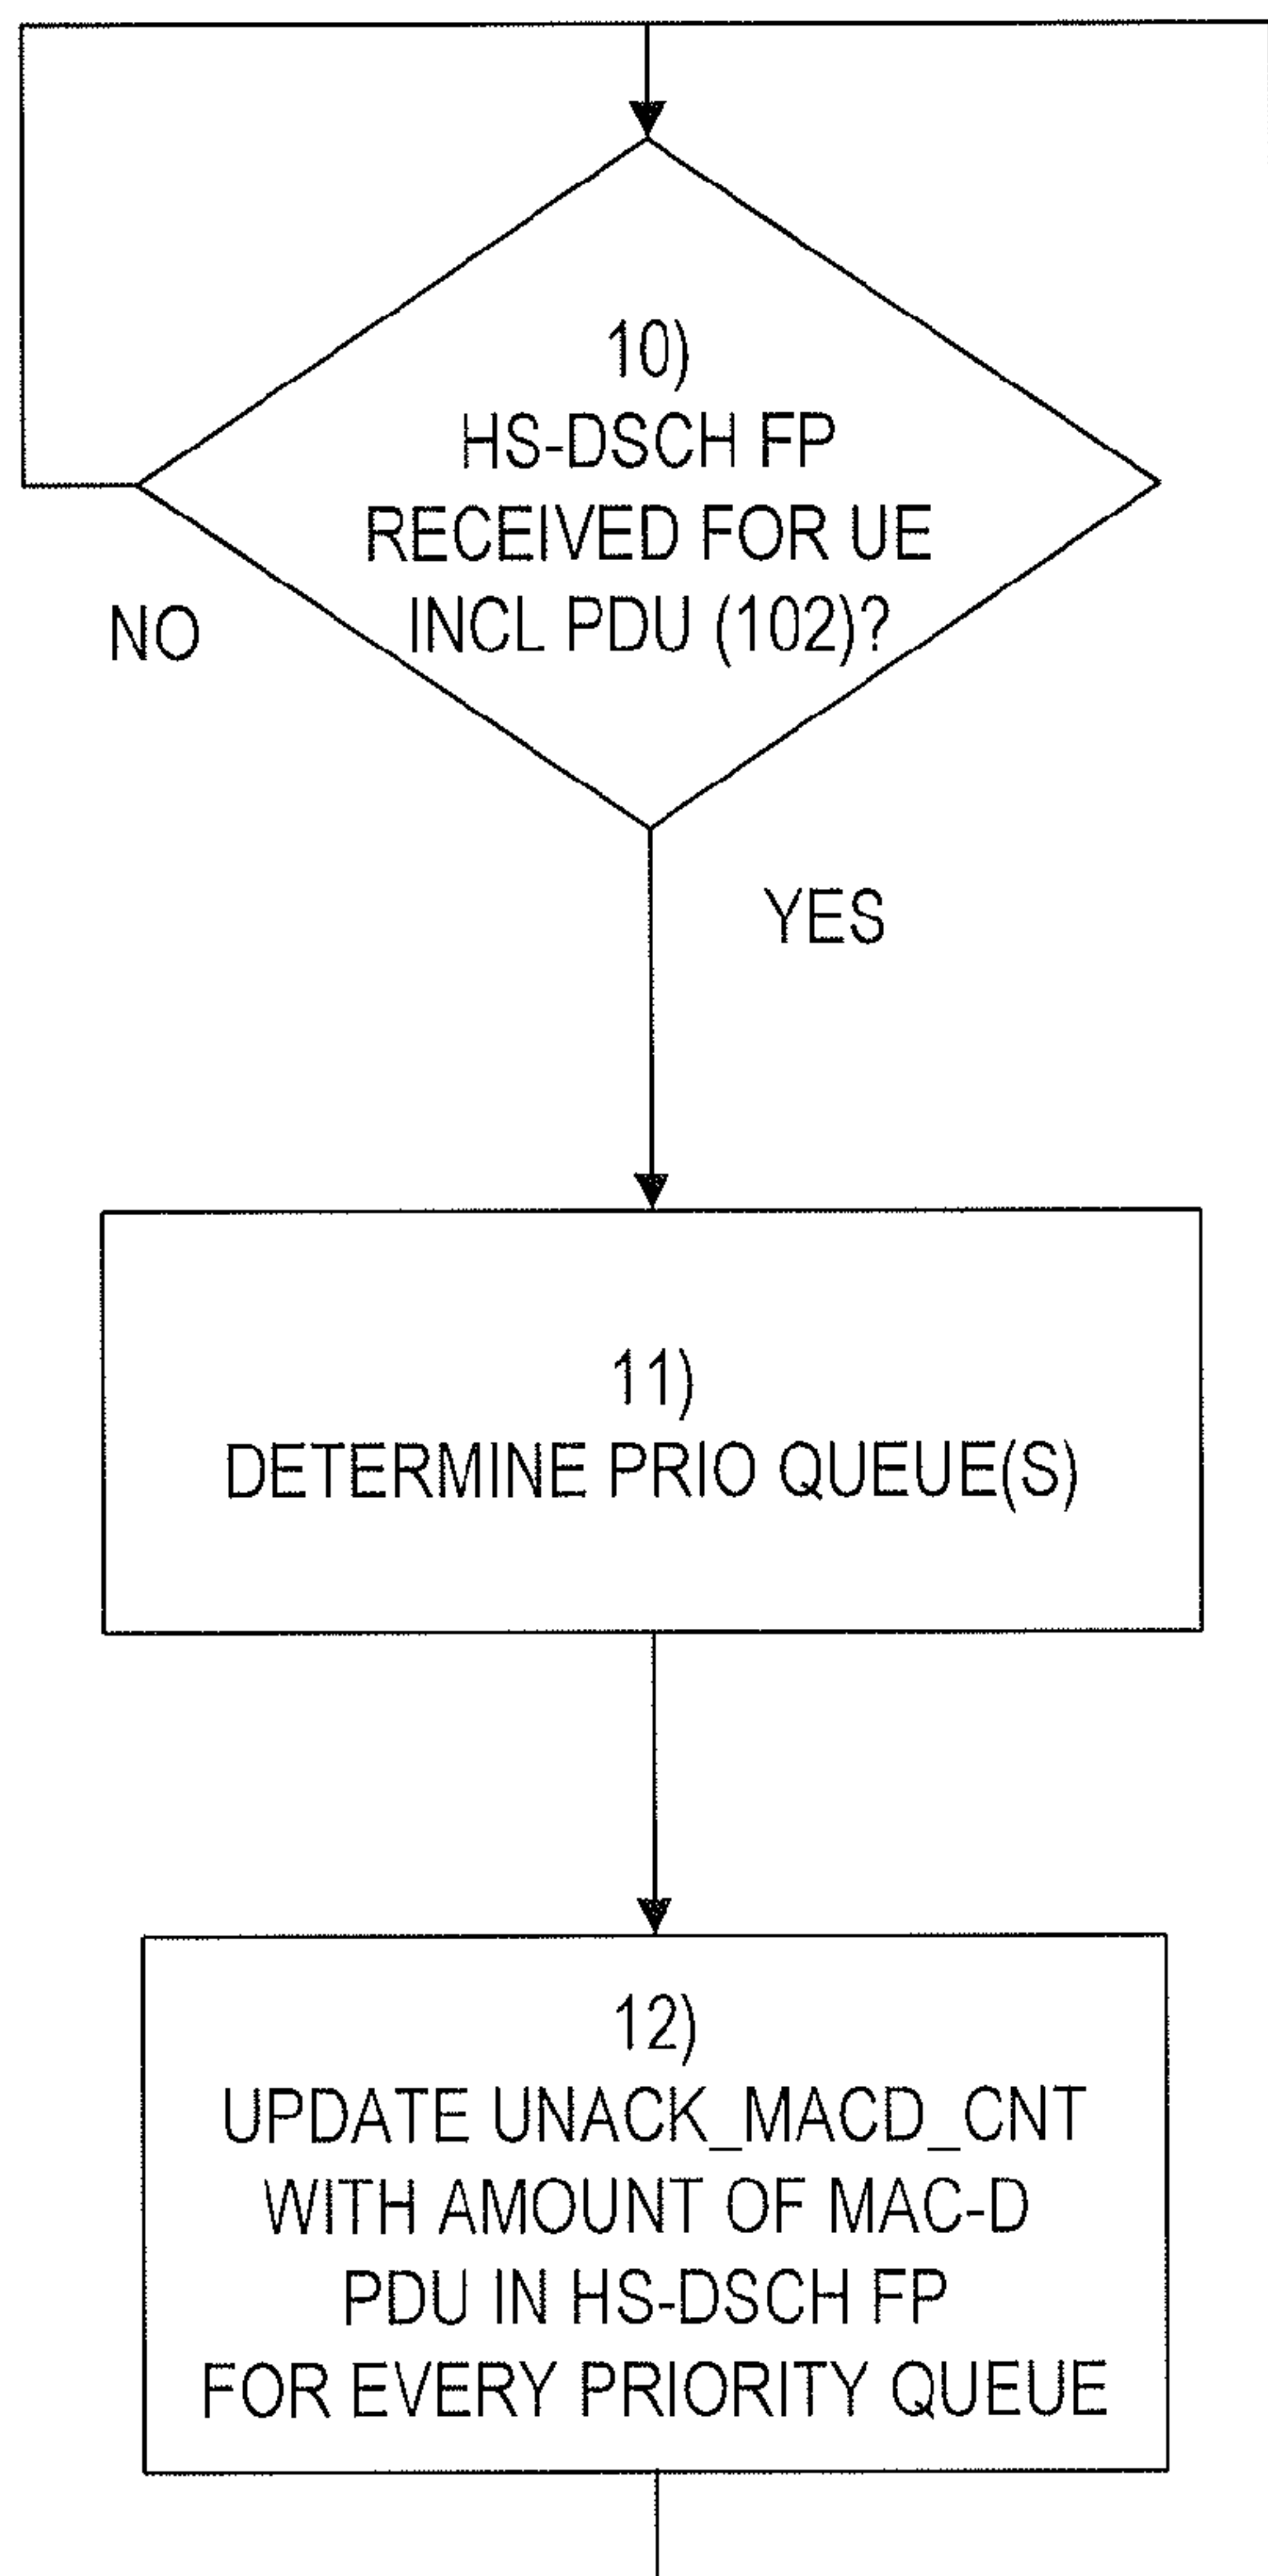 10)
HS-DSCH FP
RECEIVED FOR UE
INCL PDU (102)?
NO
YES
11)
DETERMINE PRIO QUEUE(S)
12)
UPDATE UNACK_MACD_CNT
WITH AMOUNT OF MAC-D
PDU IN HS-DSCH FP
FOR EVERY PRIORITY QUEUE